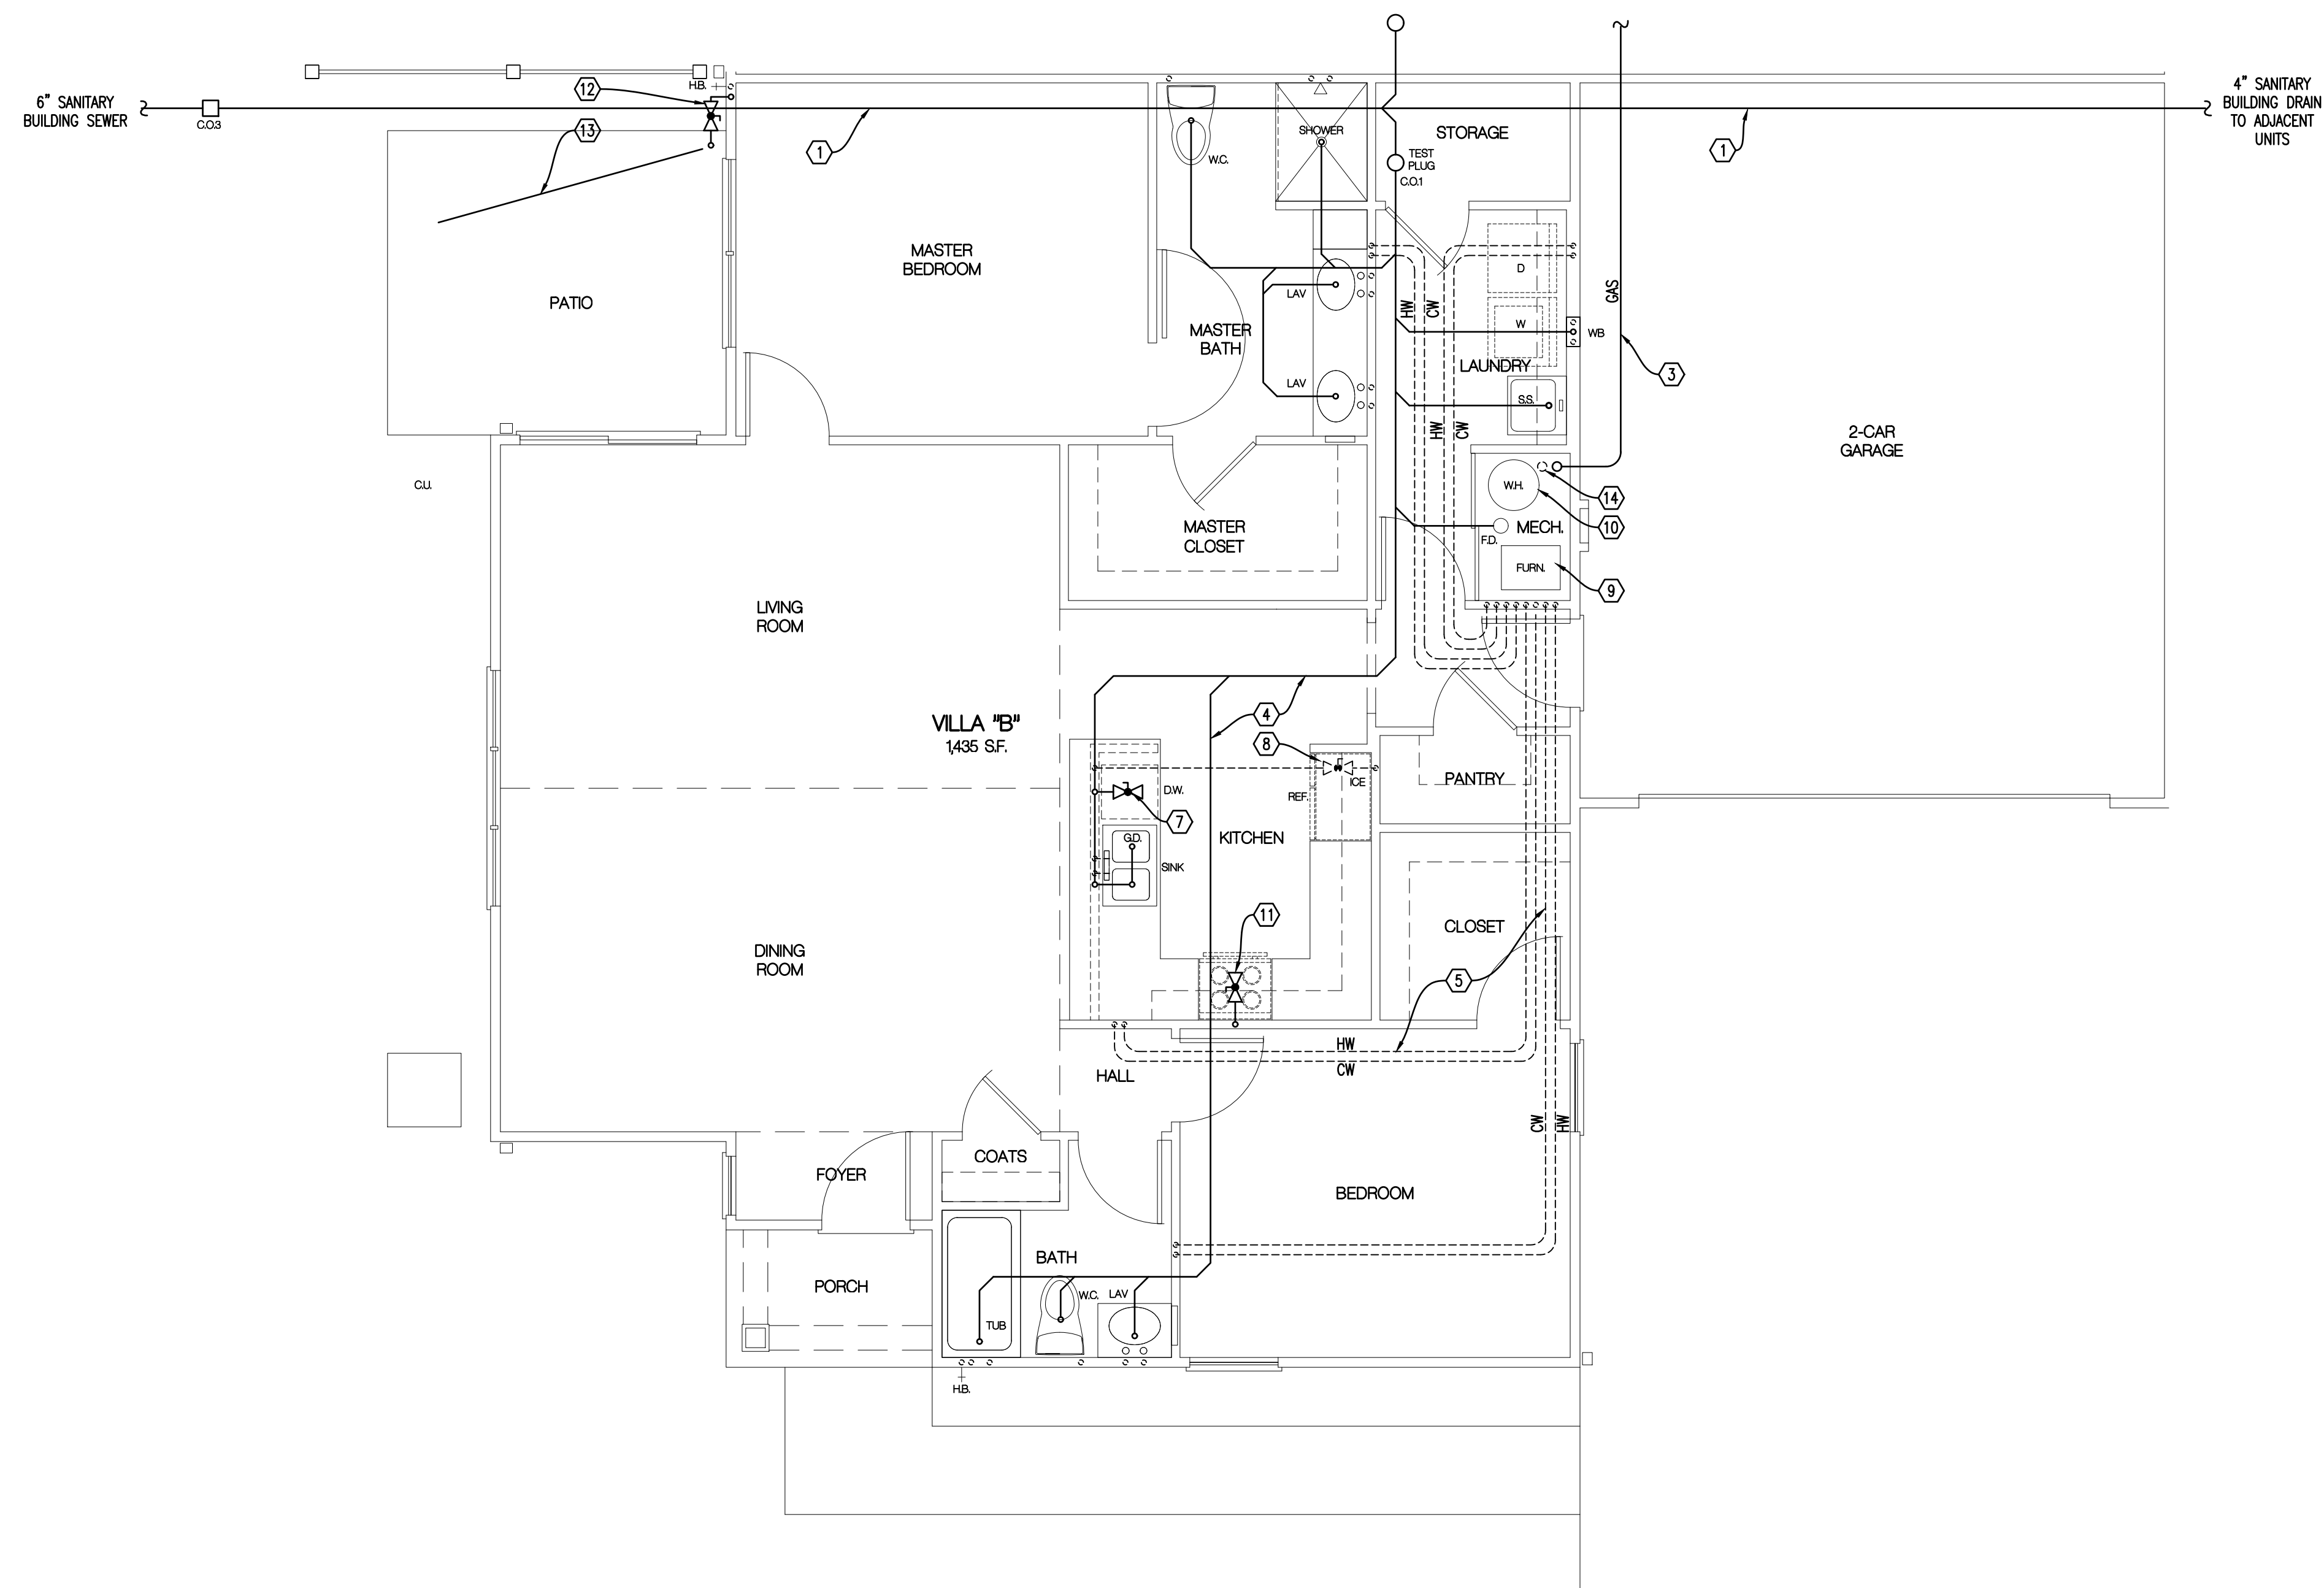 6" SANITARY
BUILDING SEWER
C.O.3
12
H.B.
13
1
W.C.
SHOWER
TEST
PLUG
C.O.1
STORAGE
1
4" SANITARY
BUILDING DRAIN
TO ADJACENT
UNITS
PATIO
MASTER
BEDROOM
MASTER
BATH
LAV
LAV
HW
CW
HW
CW
D
W
WB
LAUNDRY
S.S.
GAS
3
2-CAR
GARAGE
C.U.
W.H.
14
10
MECH.
F.D.
FURN.
9
MASTER
CLOSET
LIVING
ROOM
VILLA "B"
1,435 S.F.
4
8
ICE
REF.
PANTRY
D.W.
7
KITCHEN
G.D.
SINK
11
CLOSET
5
DINING
ROOM
HW
CW
HALL
CW
HW
COATS
FOYER
BEDROOM
BATH
PORCH
W.C.
LAV
TUB
H.B.